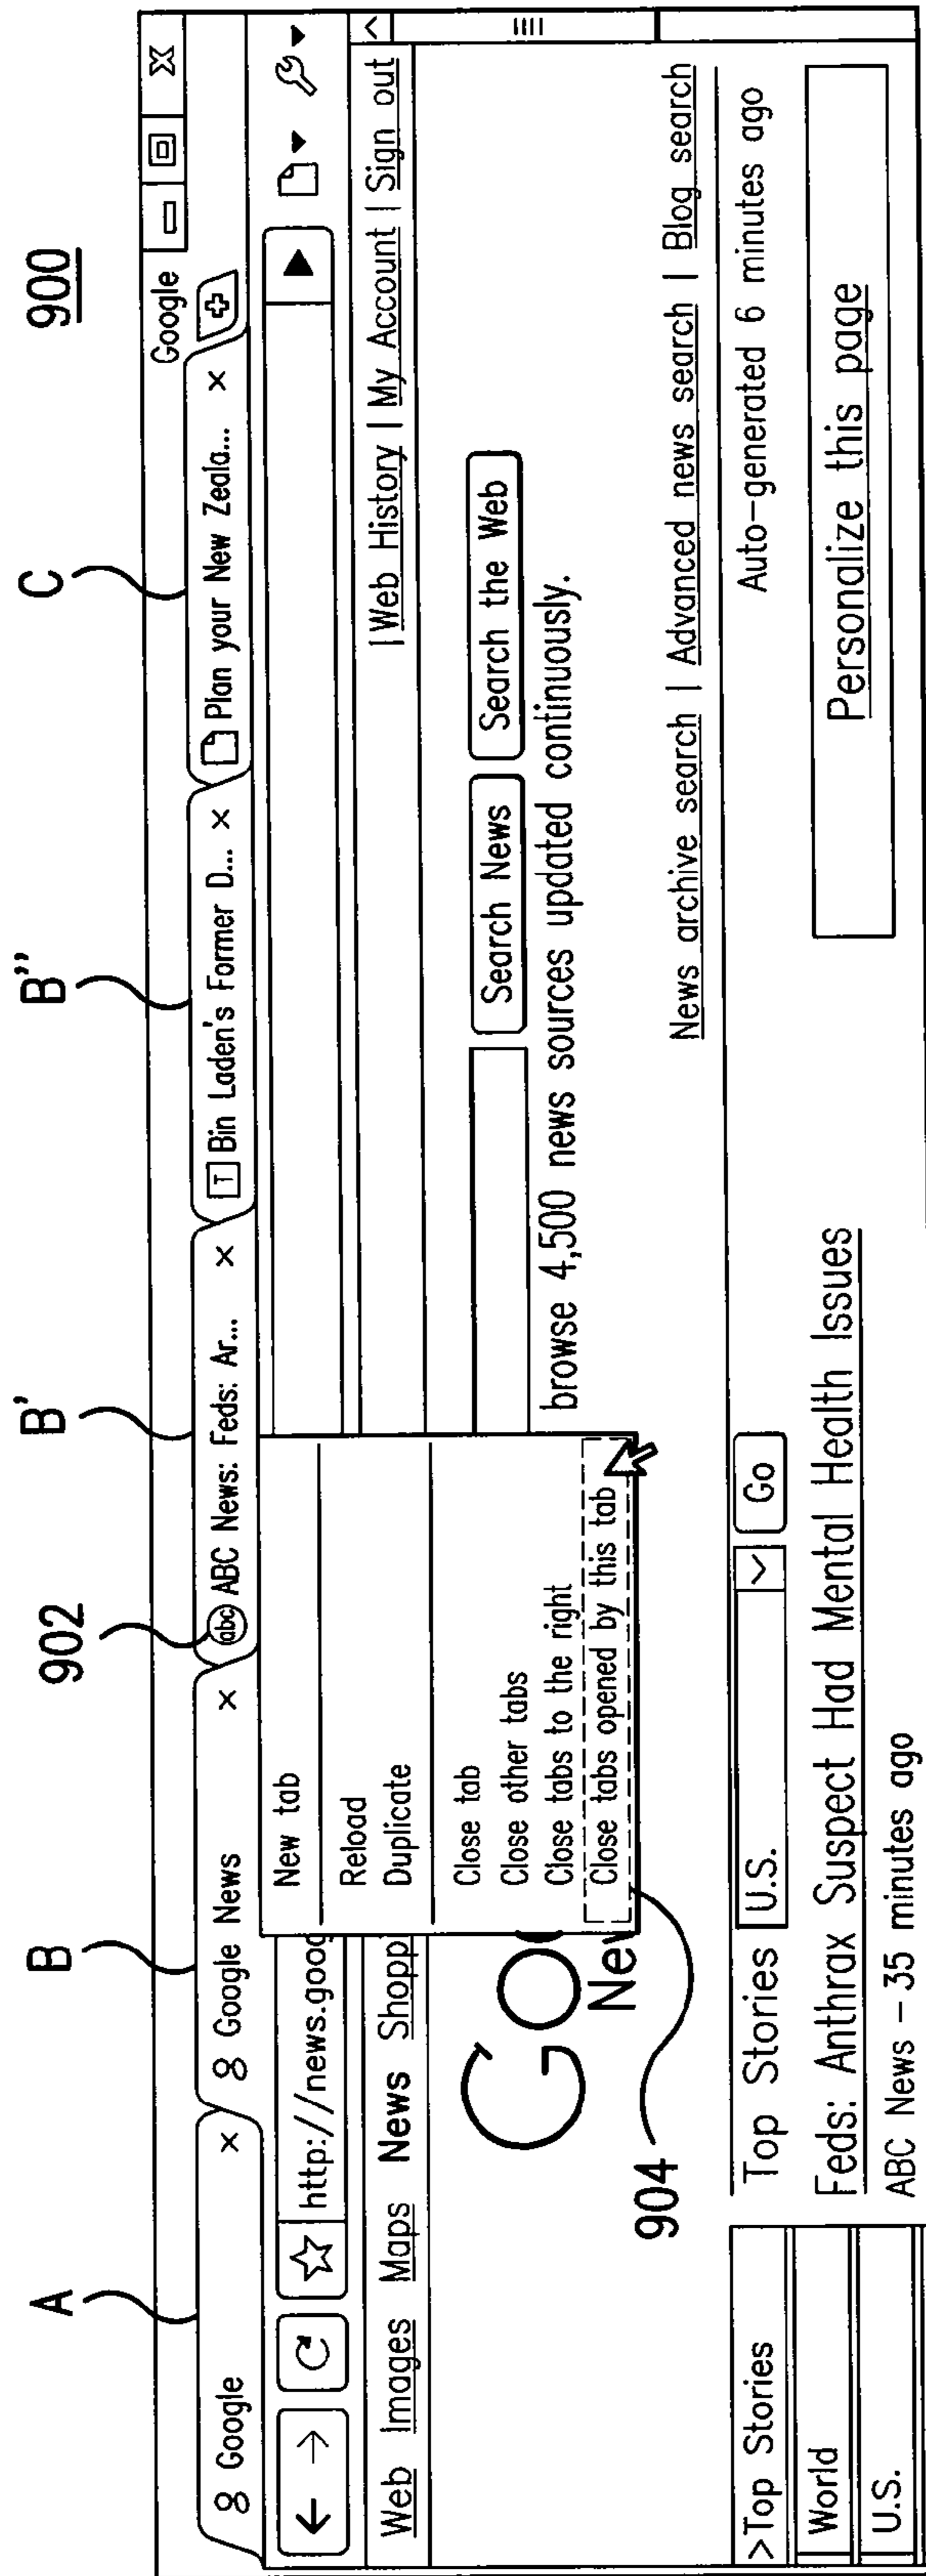 900
A
B
902
B'
B''
C
Google
Google ×
Google News ×
abc ABC News: Feds: Ar... ×
T Bin Laden's Former D... ×
Plan your New Zeala... ×
http://news.goog
Web Images Maps News Shopp
| Web History | My Account | Sign out
New tab
Reload
Duplicate
Close tab
Close other tabs
Close tabs to the right
Close tabs opened by this tab
904
Go
New
Search News
Search the Web
browse 4,500 news sources updated continuously.
News archive search | Advanced news search | Blog search
>Top Stories
World
U.S.
Top Stories
U.S.
Go
Auto-generated 6 minutes ago
Feds: Anthrax Suspect Had Mental Health Issues
ABC News – 35 minutes ago
Personalize this page